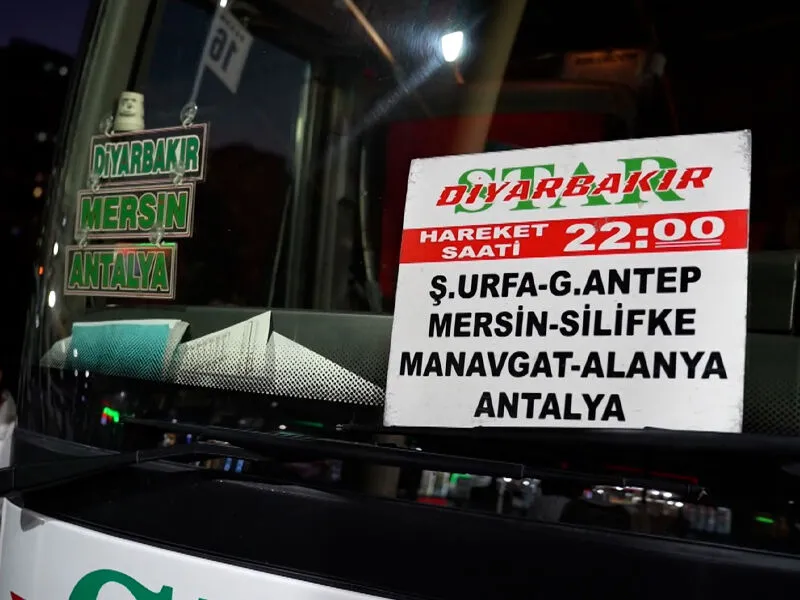 16
DİYARBAKIR
MERSİN
ANTALYA
STAR
DİYARBAKIR
HAREKET
SAATİ
22:00
Ş.URFA-G.ANTEP
MERSİN-SİLİFKE
MANAVGAT-ALANYA
ANTALYA